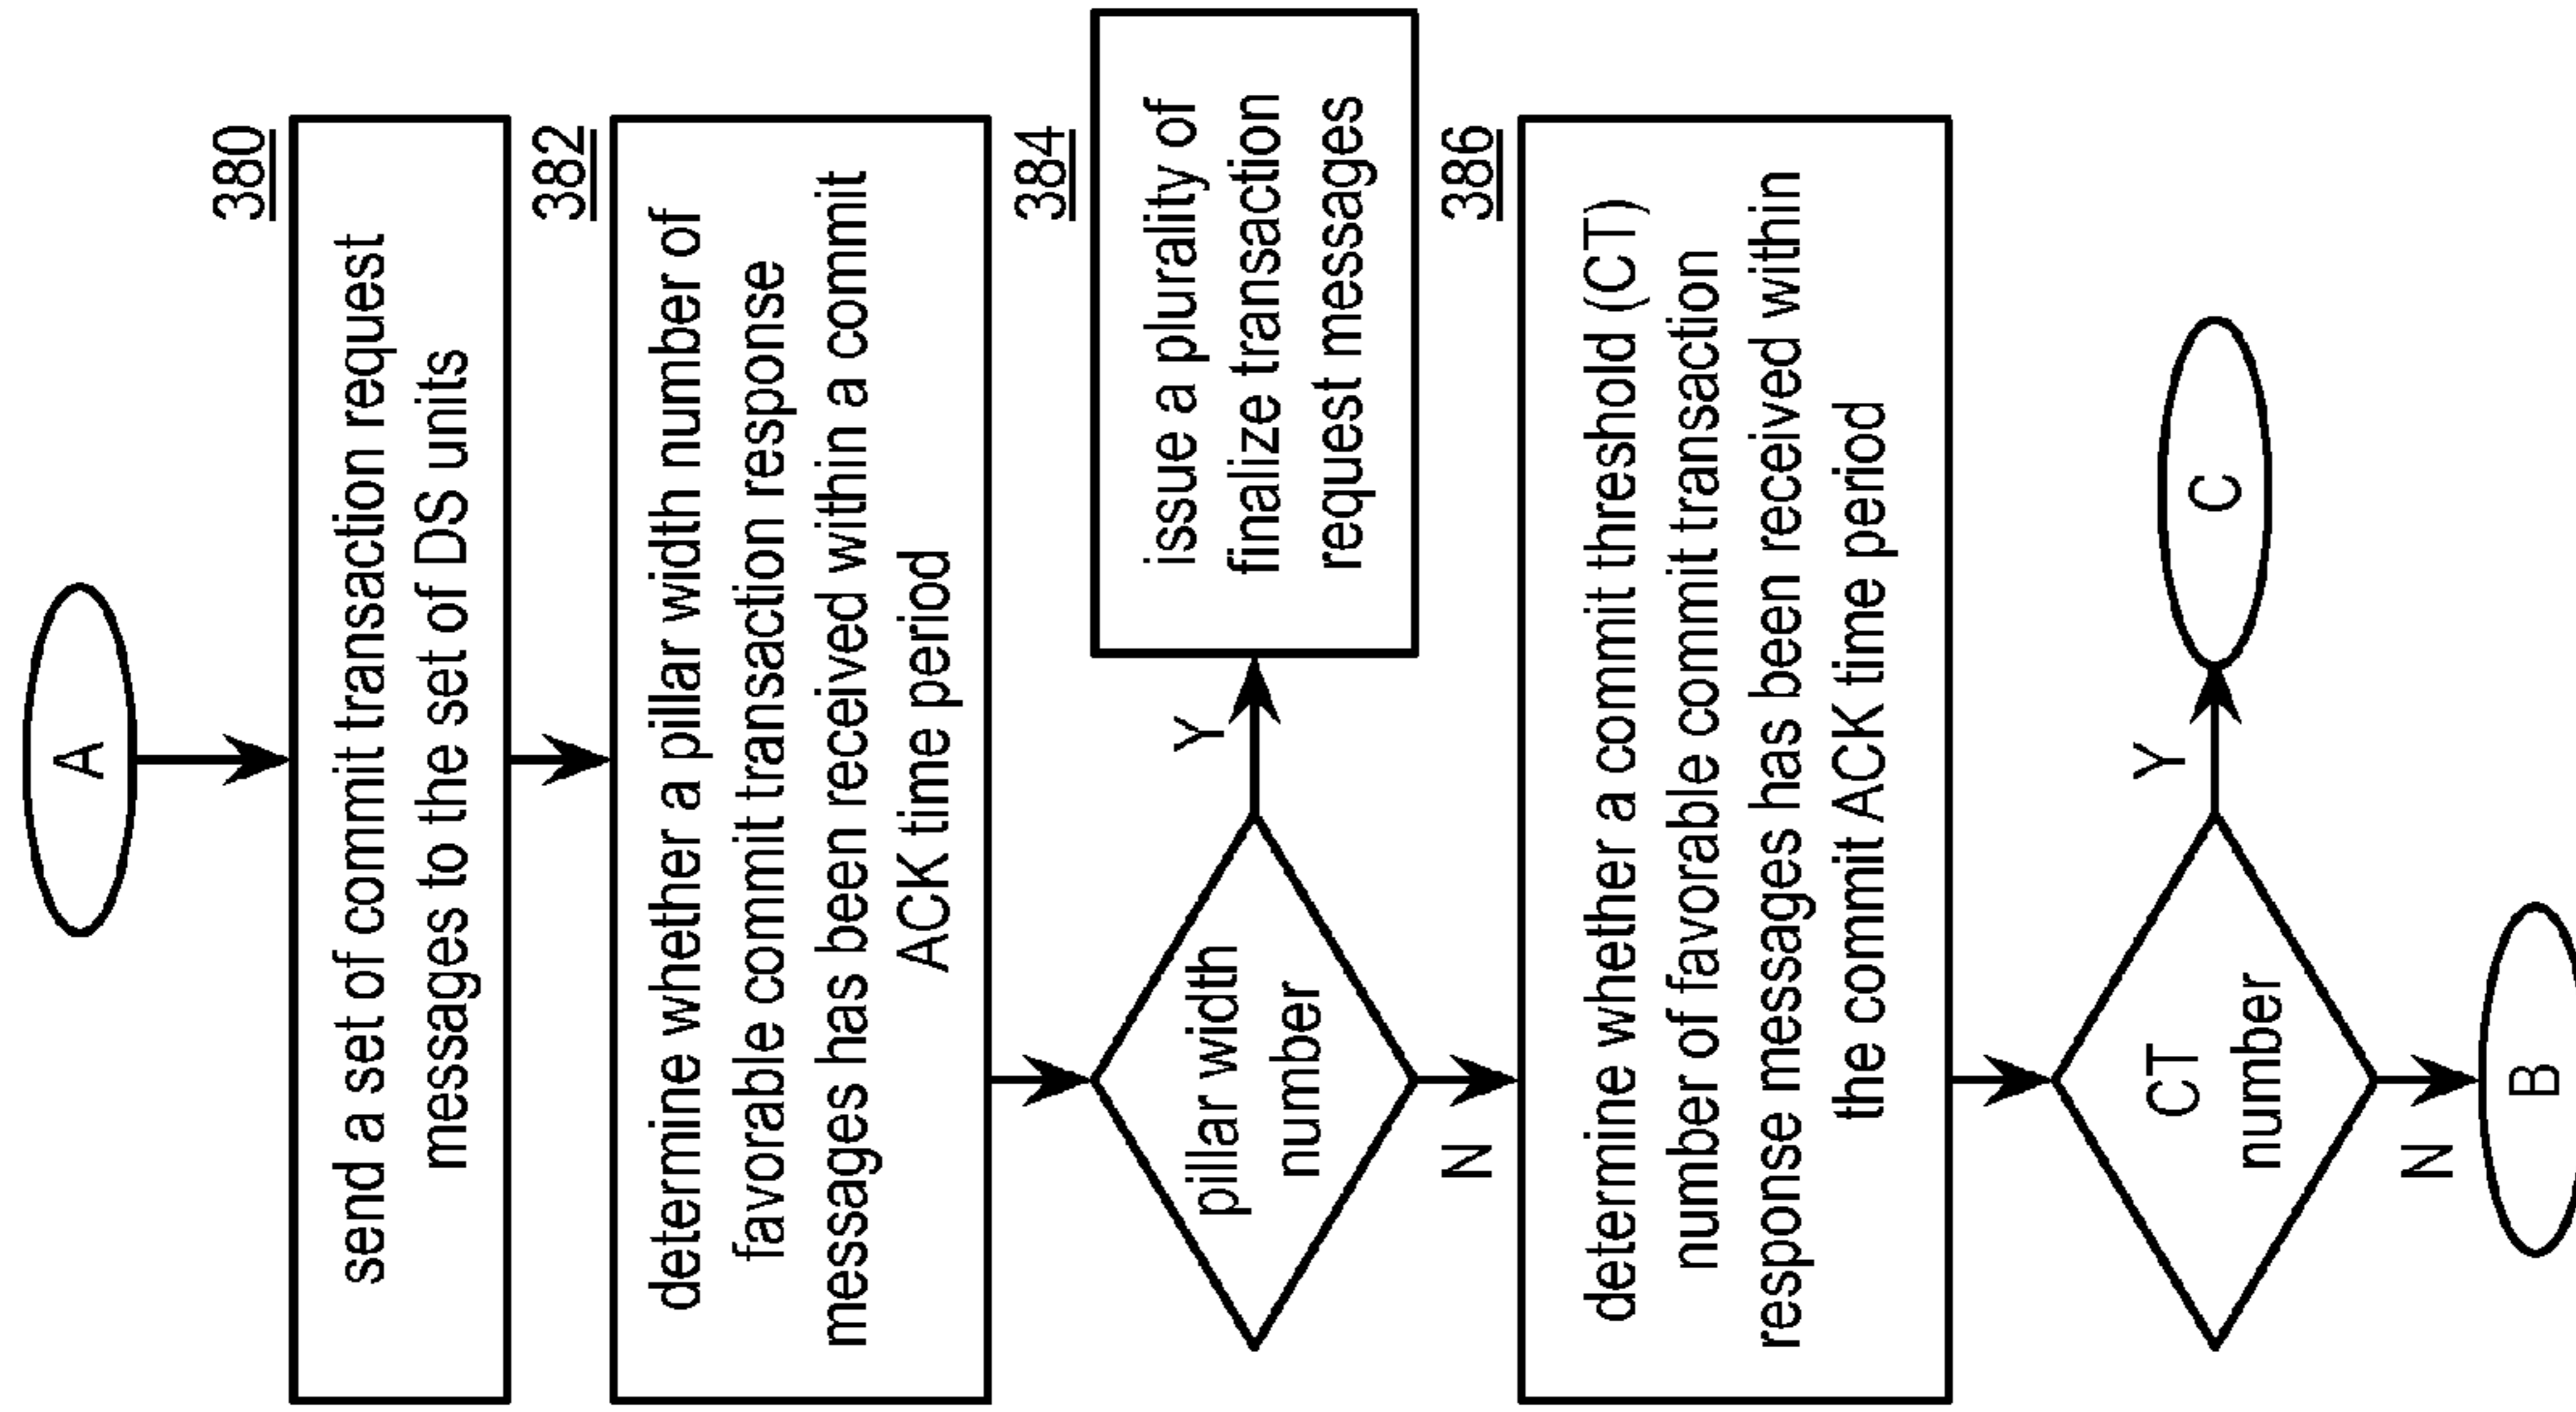 A
380
send a set of commit transaction request
messages to the set of DS units
382
determine whether a pillar width number of
favorable commit transaction response
messages has been received within a commit
ACK time period
pillar width
number
Y
384
issue a plurality of
finalize transaction
request messages
N
386
determine whether a commit threshold (CT)
number of favorable commit transaction
response messages has been received within
the commit ACK time period
CT
number
Y
C
N
B